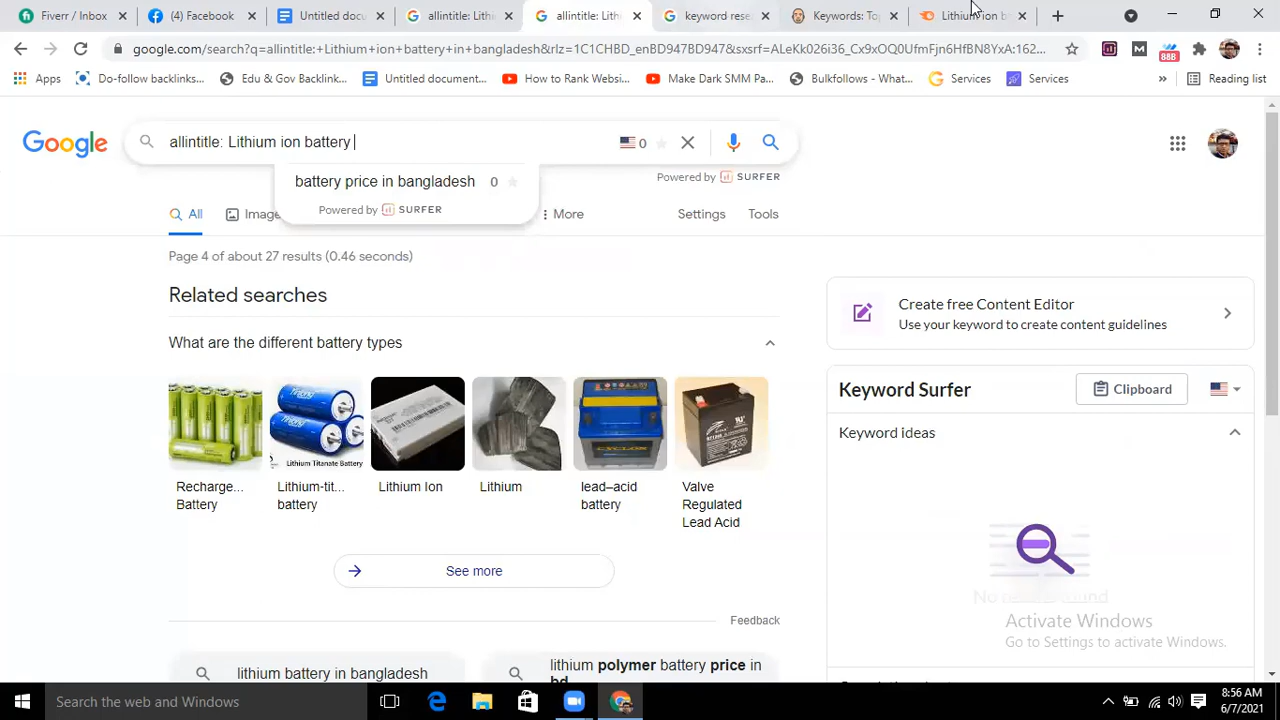 Fiverr / Inbox
(4) Facebook
Untitled docu
allintitle: Lithi
allintitle: Lithi
keyword rese
Keywords: Top
Lithium ion b
google.com/search?q=allintitle:+Lithium+ion+battery+in+bangladesh&rlz=1C1CHBD_enBD947BD947&sxsrf=ALeKk026i36_Cx9xOQ0UfmFjn6HfBN8YxA:162...
88B
Apps
Do-follow backlinks...
Edu & Gov Backlink...
Untitled document...
How to Rank Websi...
Make Dark SMM Pa...
Bulkfollows - What...
Services
Services
»
Reading list
Google
allintitle: Lithium ion battery
0
Powered by SURFER
battery price in bangladesh 0
Powered by SURFER
All
Image
More
Settings
Tools
Page 4 of about 27 results (0.46 seconds)
Related searches
What are the different battery types
Lithium Titanate Battery
Recharge...
Battery
Lithium-tit...
battery
Lithium Ion
Lithium
lead–acid
battery
Valve
Regulated
Lead Acid
See more
Feedback
lithium battery in bangladesh
lithium polymer battery price in
bd
Create free Content Editor
Use your keyword to create content guidelines
Keyword Surfer
Clipboard
Keyword ideas
Activate Windows
Go to Settings to activate Windows.
Search the web and Windows
8:56 AM
6/7/2021